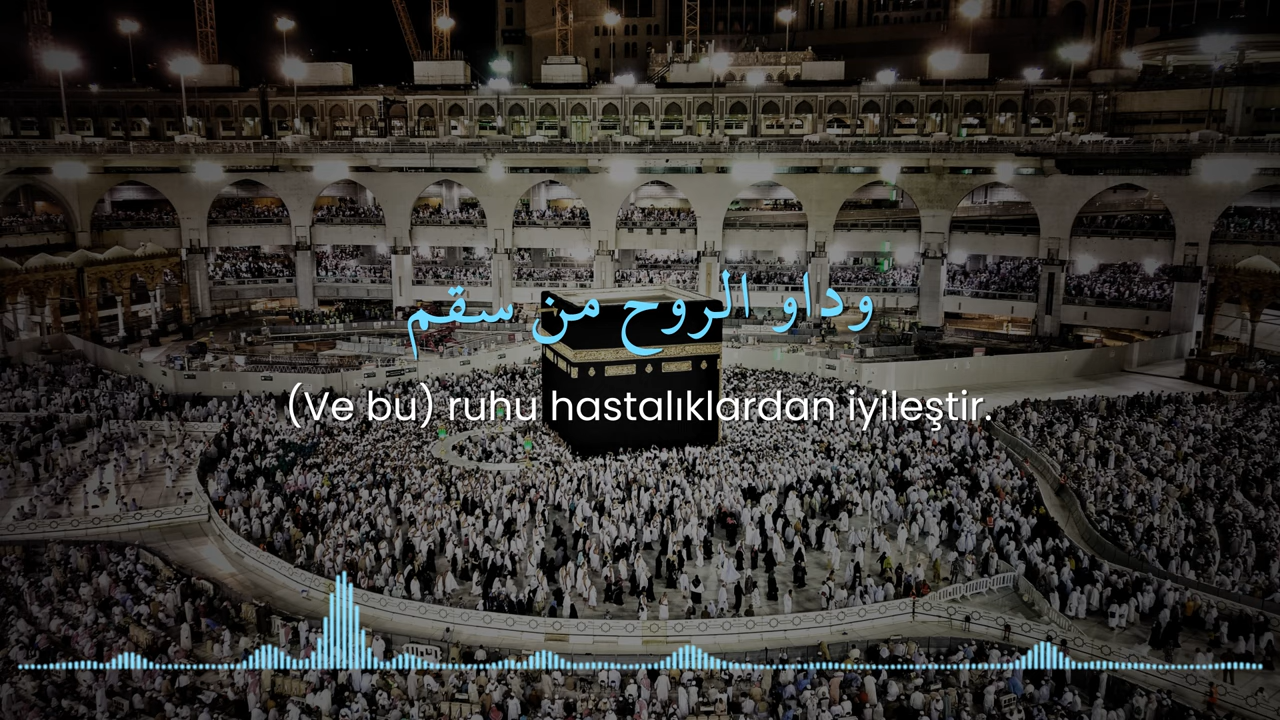 وداو الروح من سقم
(Ve bu) ruhu hastalıklardan iyileştir.